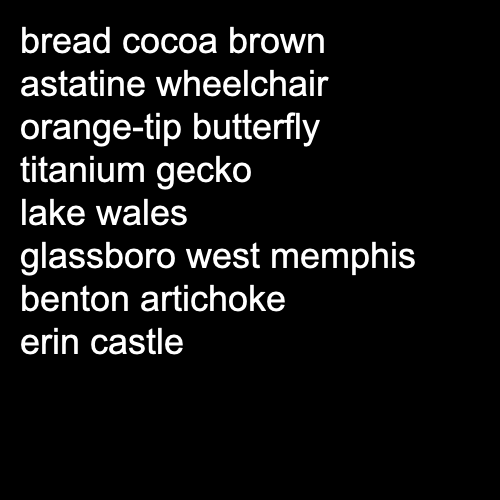 bread cocoa brown
astatine wheelchair
orange-tip butterfly
titanium gecko
lake wales
glassboro west memphis
benton artichoke
erin castle